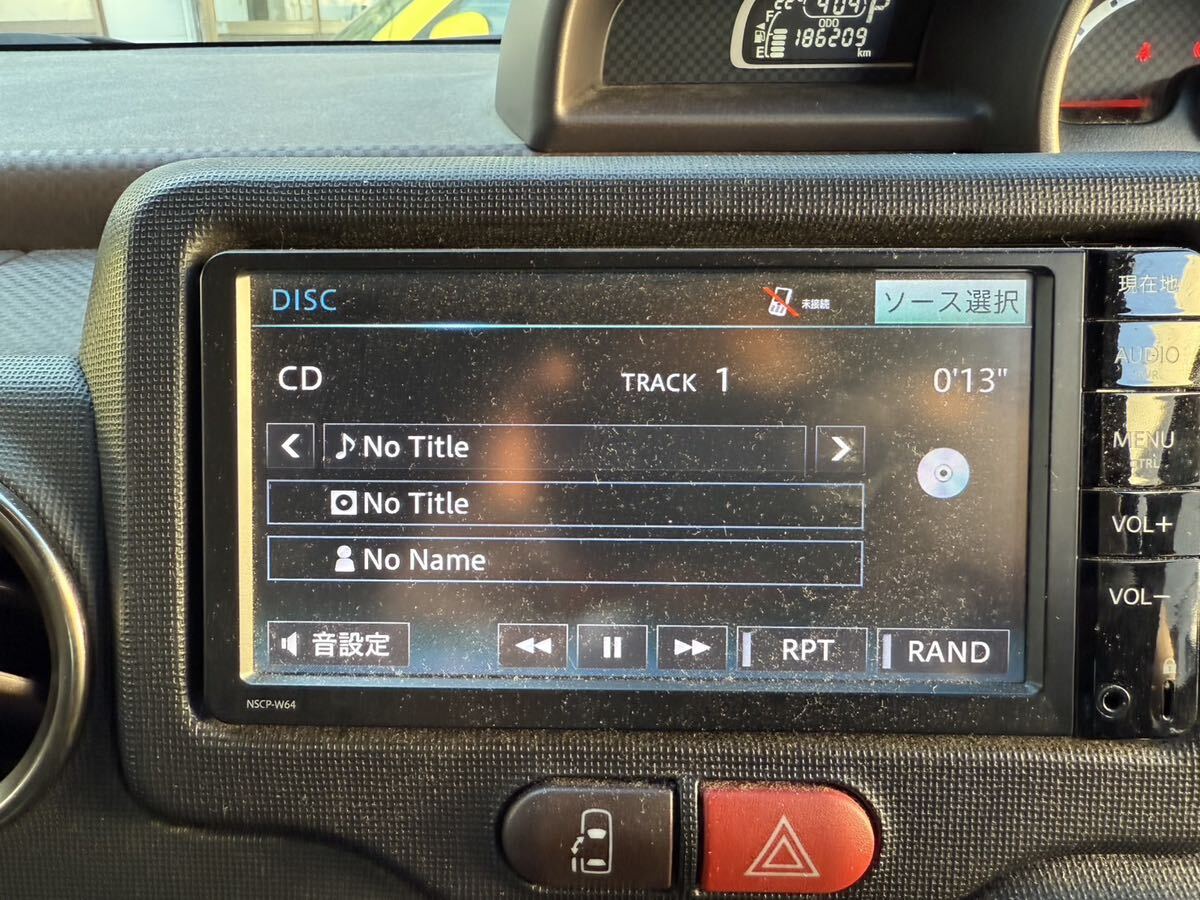 P
F
ODO
E 186209
km
DISC
未接続
ソース選択
現在地
AUDIO
CD
TRACK 1
0'13"
No Title
MENU
No Title
VOL+
No Name
VOL-
音設定
RPT
RAND
NSCP-W64